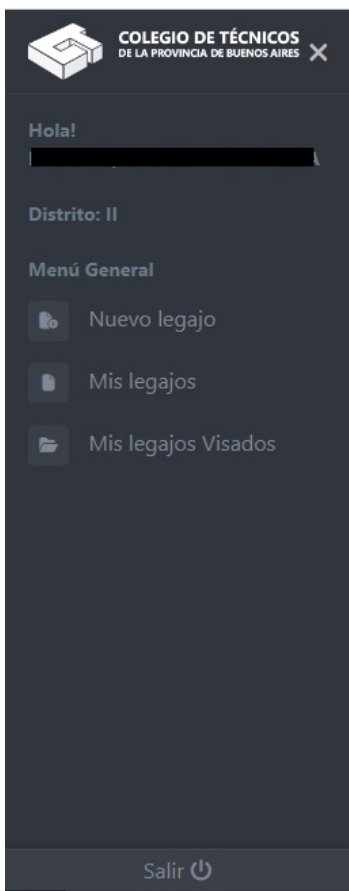 COLEGIO DE TÉCNICOS
DE LA PROVINCIA DE BUENOS AIRES
Hola!
Distrito: II
Menú General
Nuevo legajo
Mis legajos
Mis legajos Visados
Salir